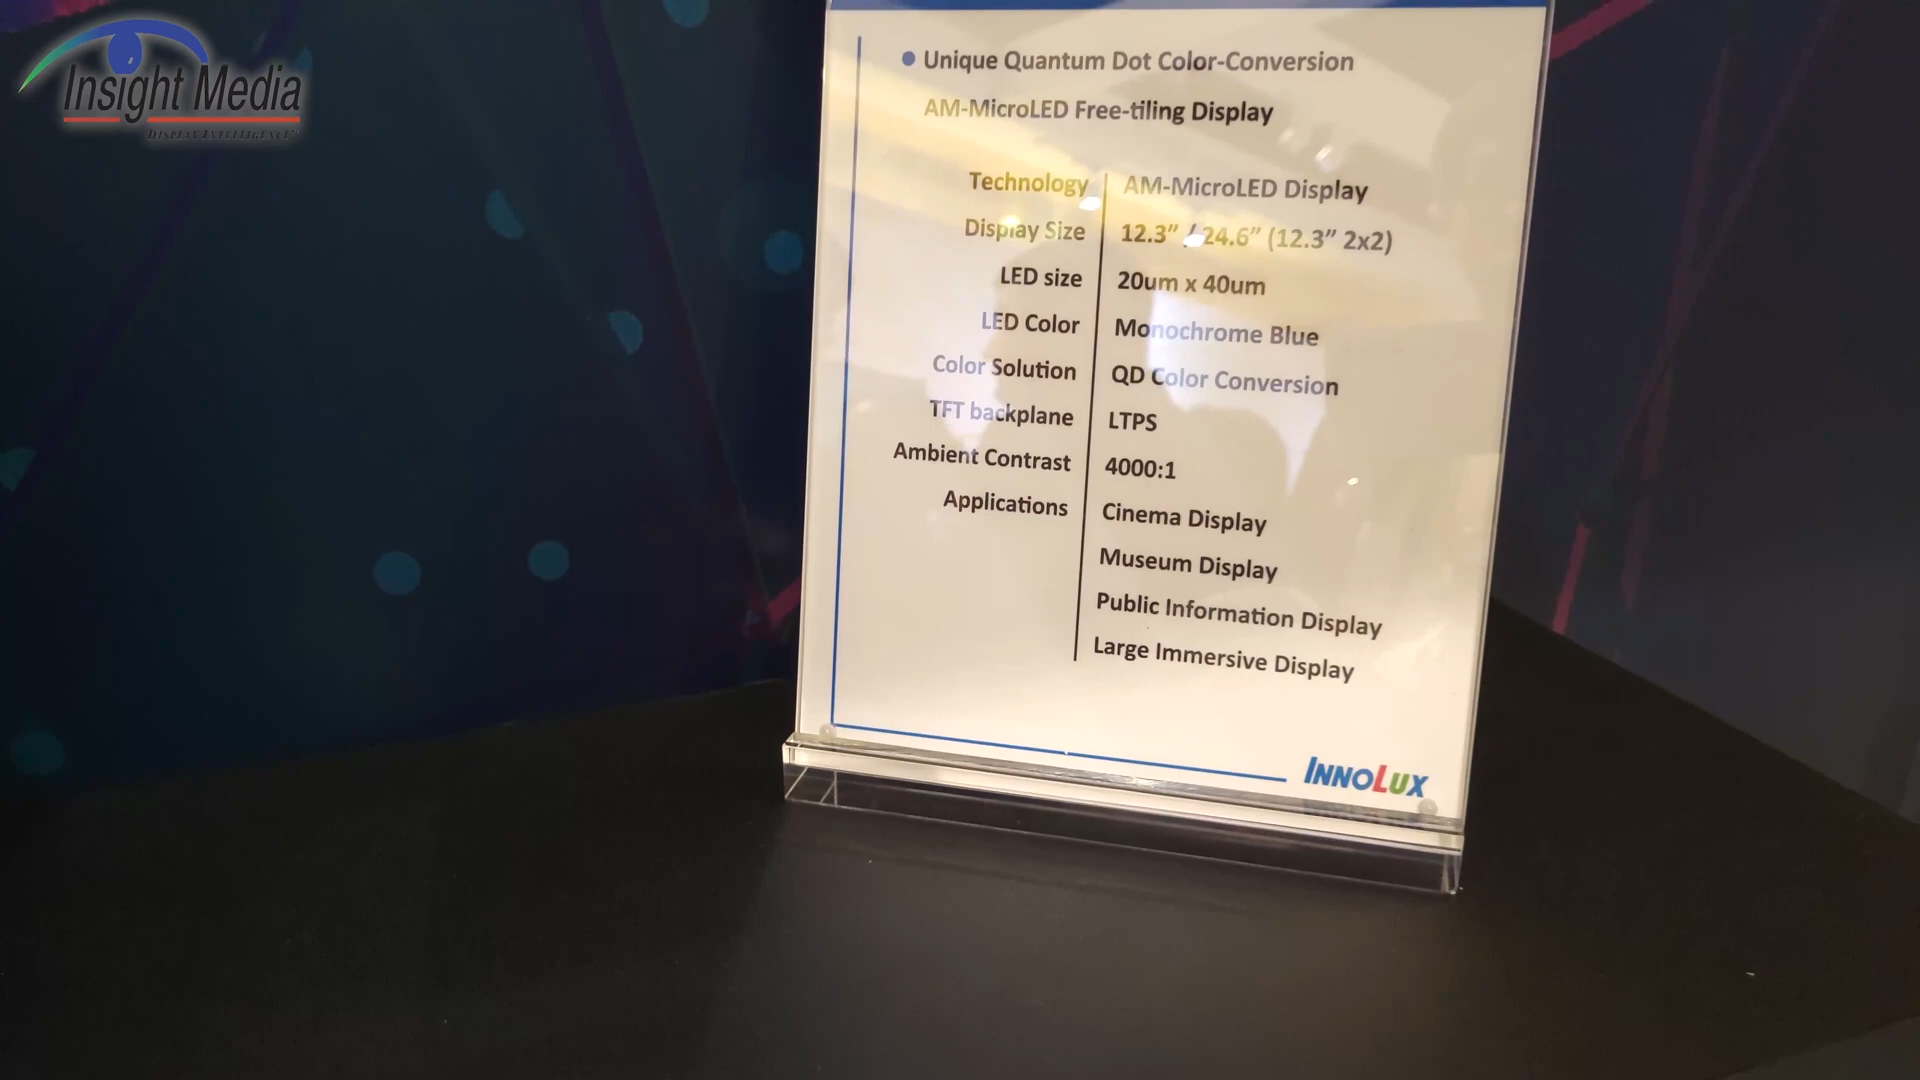 Insight Media
DISPLAY INTELLIGENCE™
• Unique Quantum Dot Color-Conversion
AM-MicroLED Free-tiling Display
Technology AM-MicroLED Display
Display Size 12.3” / 24.6” (12.3” 2x2)
LED size 20um x 40um
LED Color Monochrome Blue
Color Solution QD Color Conversion
TFT backplane LTPS
Ambient Contrast 4000:1
Applications Cinema Display
Museum Display
Public Information Display
Large Immersive Display
INNOLUX